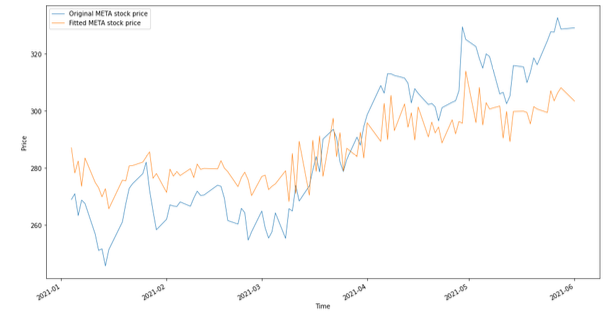 Original META stock price
Fitted META stock price
Price
320
300
280
260
2021-01
2021-02
2021-03
2021-04
2021-05
2021-06
Time